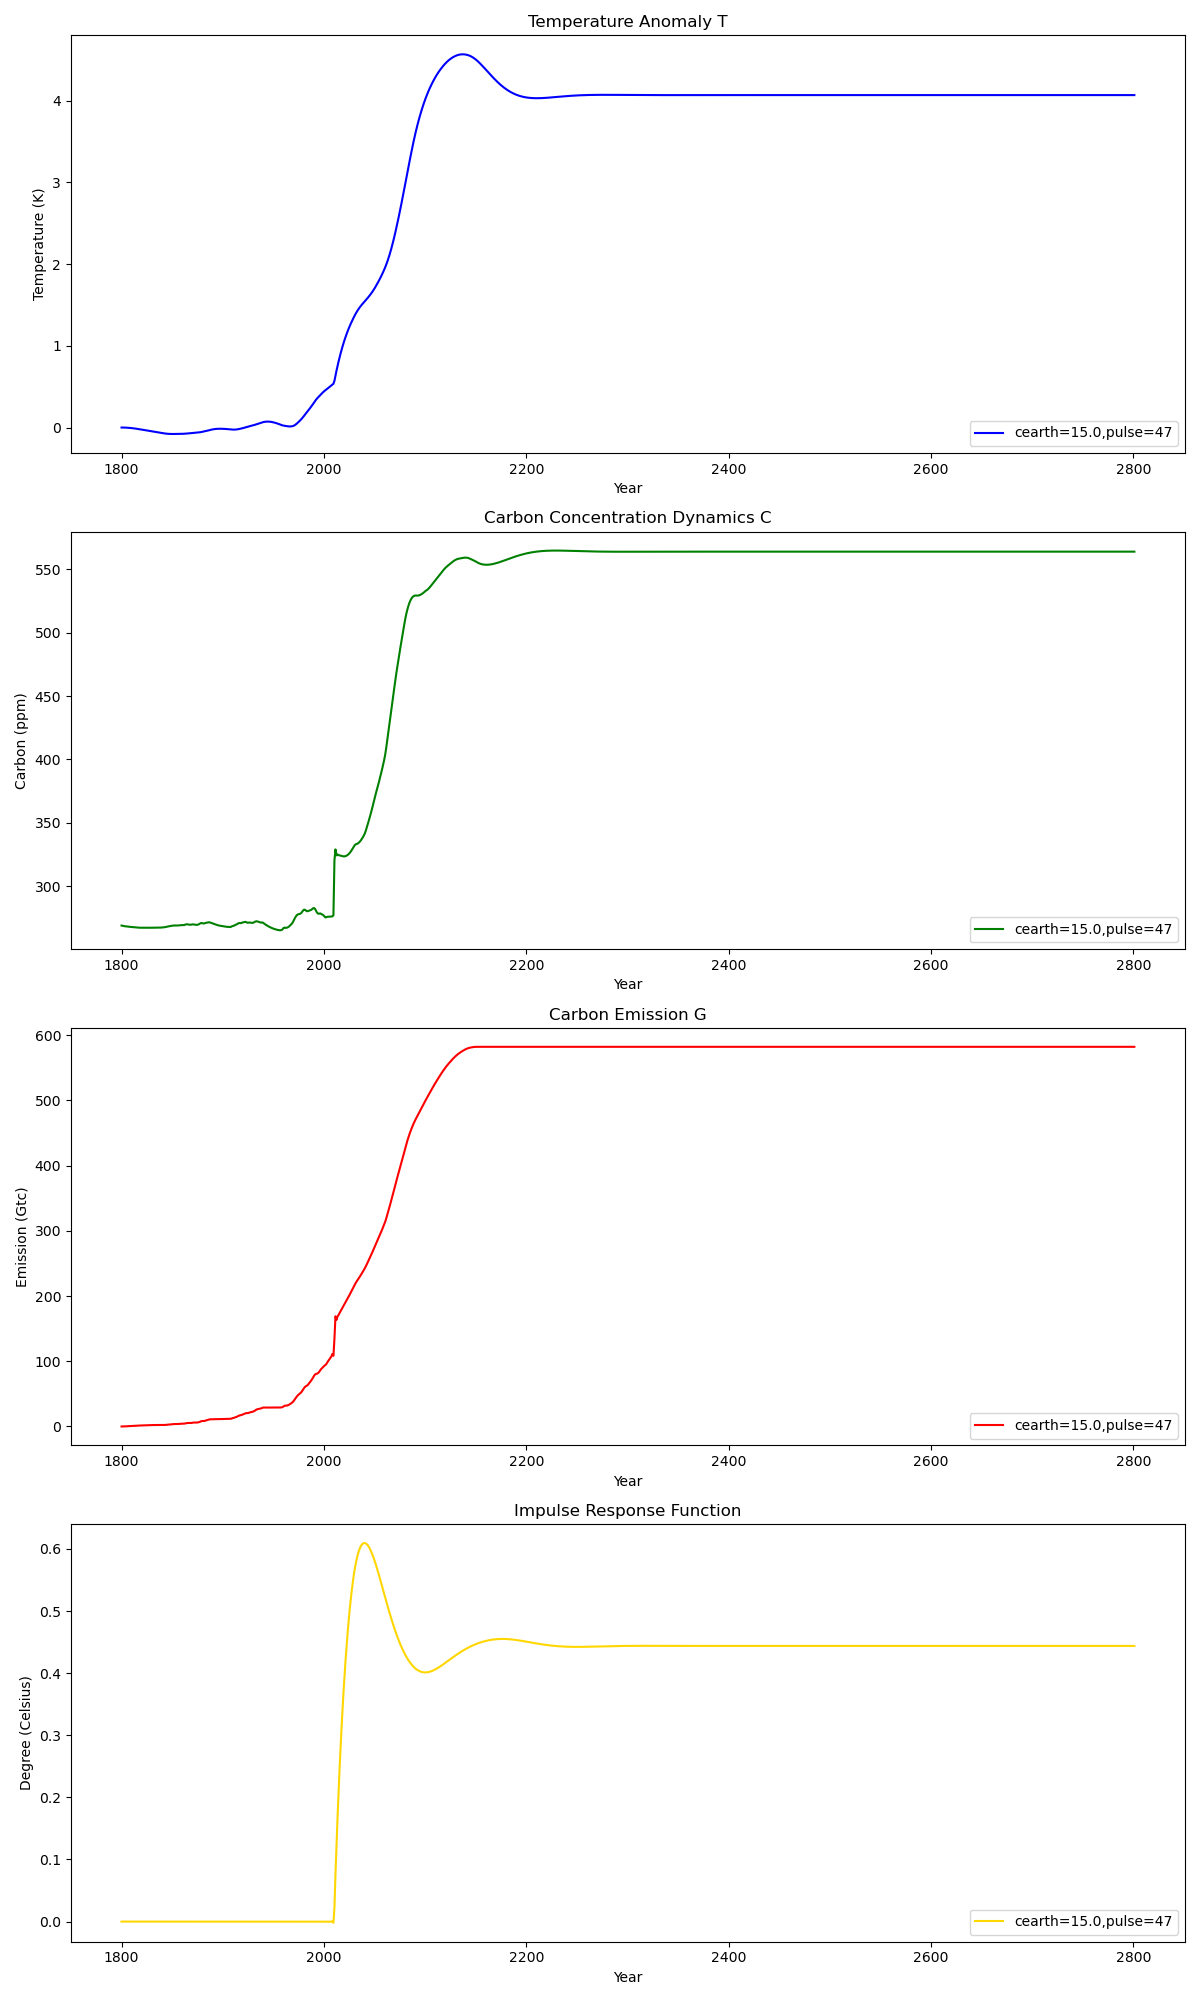 Temperature Anomaly T
4
3
2
1
0
Temperature (K)
cearth=15.0,pulse=47
1800 2000 2200 2400 2600 2800
Year
Carbon Concentration Dynamics C
550
500
450
400
350
300
Carbon (ppm)
cearth=15.0,pulse=47
1800 2000 2200 2400 2600 2800
Year
Carbon Emission G
600
500
400
300
200
100
0
Emission (Gtc)
cearth=15.0,pulse=47
1800 2000 2200 2400 2600 2800
Year
Impulse Response Function
0.6
0.5
0.4
0.3
0.2
0.1
0.0
Degree (Celsius)
cearth=15.0,pulse=47
1800 2000 2200 2400 2600 2800
Year